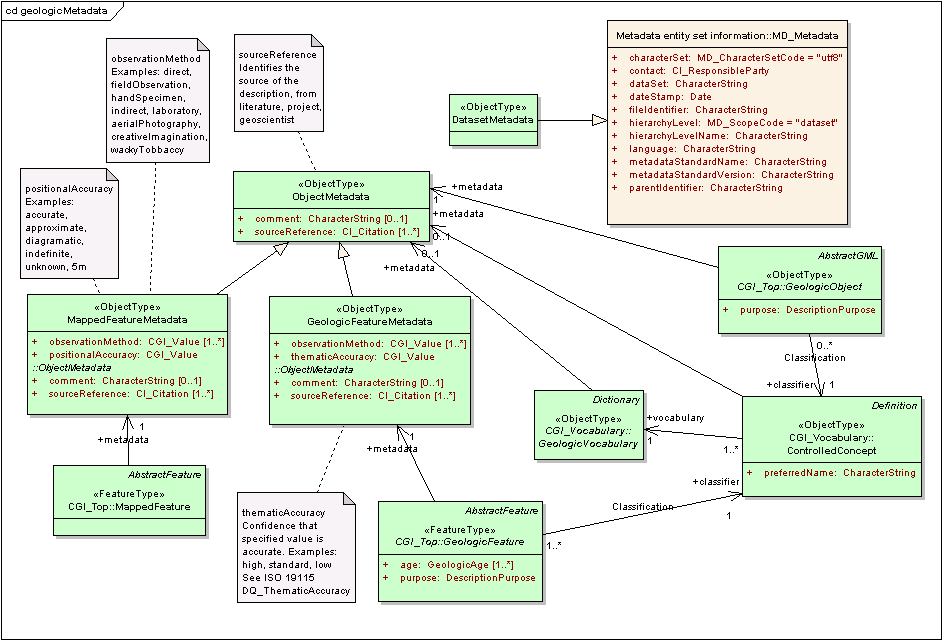 cd geologicMetadata
observationMethod
Examples: direct,
fieldObservation,
handSpecimen,
indirect, laboratory,
aerialPhotography,
creativeImagination,
wackyTobbaccy
sourceReference
Identifies the
source of the
description, from
literature, project,
geoscientist
«ObjectType»
DatasetMetadata
Metadata entity set information::MD_Metadata
+ characterSet: MD_CharacterSetCode = "utf8"
+ contact: CI_ResponsibleParty
+ dataSet: CharacterString
+ dateStamp: Date
+ fileIdentifier: CharacterString
+ hierarchyLevel: MD_ScopeCode = "dataset"
+ hierarchyLevelName: CharacterString
+ language: CharacterString
+ metadataStandardName: CharacterString
+ metadataStandardVersion: CharacterString
+ parentIdentifier: CharacterString
positionalAccuracy
Examples:
accurate,
approximate,
diagramatic,
indefinite,
unknown, 5m
«ObjectType»
ObjectMetadata
+ comment: CharacterString [0..1]
+ sourceReference: CI_Citation [1..*]
+metadata
1
+metadata
0..1
0..1
+metadata
AbstractGML
«ObjectType»
CGI_Top::GeologicObject
+ purpose: DescriptionPurpose
0..*
Classification
+classifier
1
«ObjectType»
MappedFeatureMetadata
+ observationMethod: CGI_Value [1..*]
+ positionalAccuracy: CGI_Value
::ObjectMetadata
+ comment: CharacterString [0..1]
+ sourceReference: CI_Citation [1..*]
«ObjectType»
GeologicFeatureMetadata
+ observationMethod: CGI_Value [1..*]
+ thematicAccuracy: CGI_Value
::ObjectMetadata
+ comment: CharacterString [0..1]
+ sourceReference: CI_Citation [1..*]
Dictionary
«ObjectType»
CGI_Vocabulary::
GeologicVocabulary
+vocabulary
1
1..*
Definition
«ObjectType»
CGI_Vocabulary::
ControlledConcept
+ preferredName: CharacterString
1
+metadata
1
+metadata
AbstractFeature
«FeatureType»
CGI_Top::MappedFeature
thematicAccuracy
Confidence that
specified value is
accurate. Examples:
high, standard, low
See ISO 19115
DQ_ThematicAccuracy
AbstractFeature
«FeatureType»
CGI_Top::GeologicFeature
+ age: GeologicAge [1..*]
+ purpose: DescriptionPurpose
+classifier
Classification
1
1..*